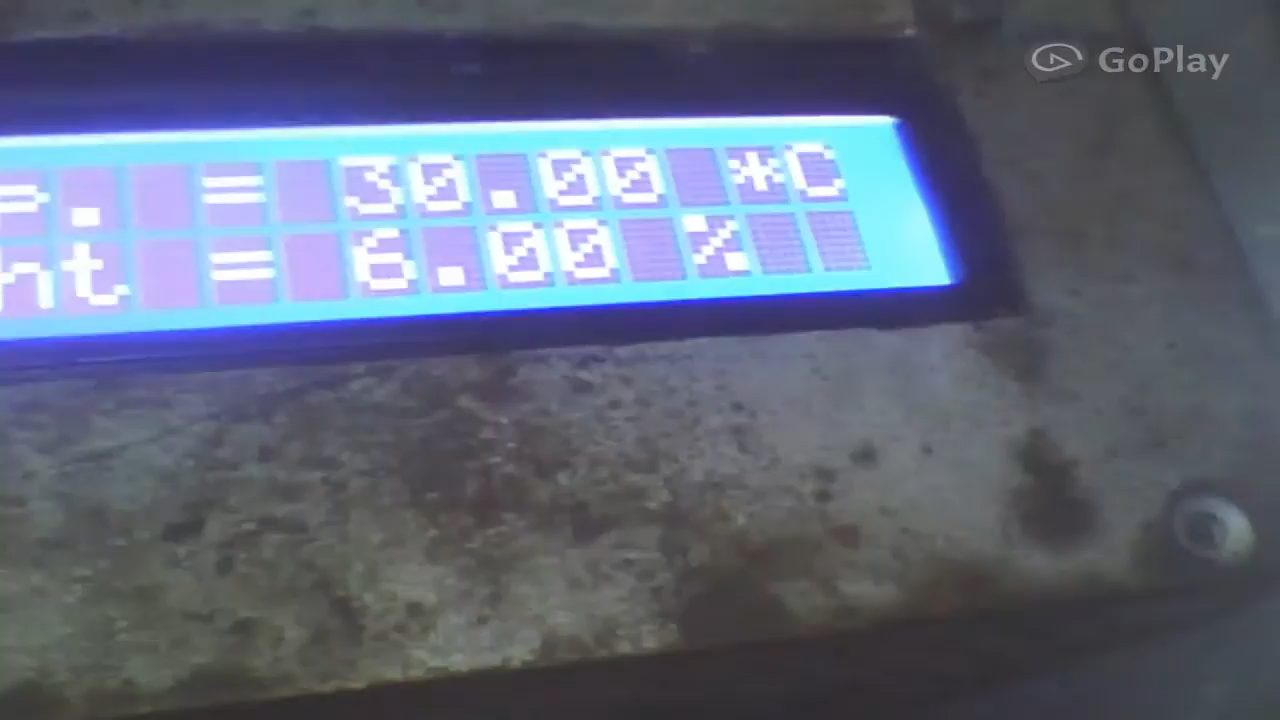 GoPlay
p. = 30.00 *C
ht = 6.00 %